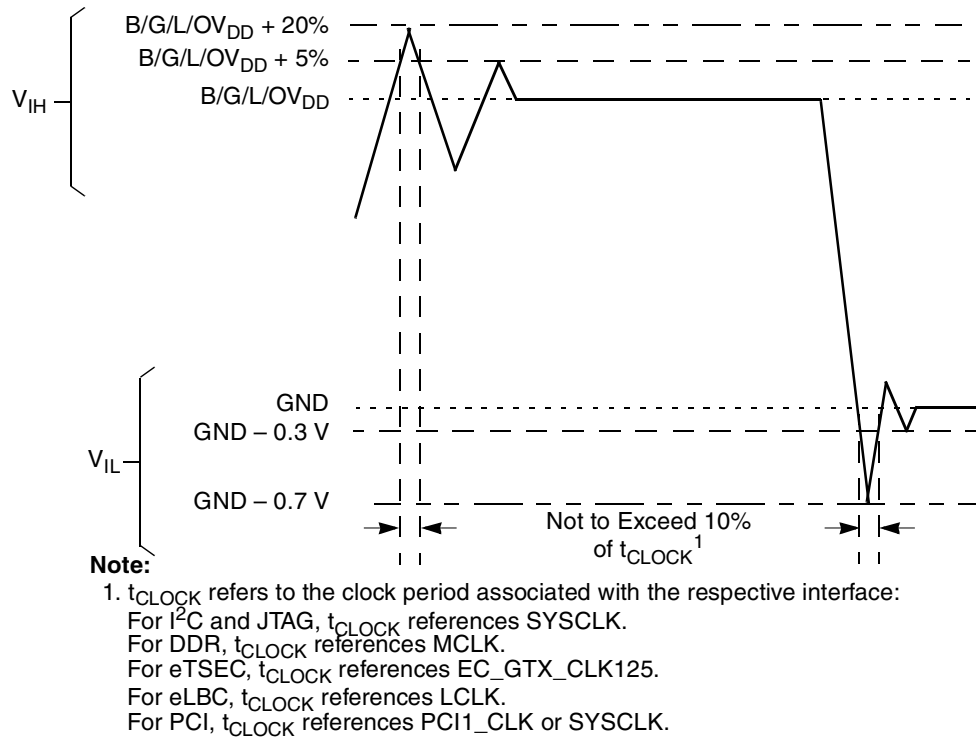 B/G/L/OVDD + 20%
B/G/L/OVDD + 5%
B/G/L/OVDD
VIH
GND
GND – 0.3 V
VIL
GND – 0.7 V
Not to Exceed 10%
of tCLOCK1
Note:
1. tCLOCK refers to the clock period associated with the respective interface:
For I2C and JTAG, tCLOCK references SYSCLK.
For DDR, tCLOCK references MCLK.
For eTSEC, tCLOCK references EC_GTX_CLK125.
For eLBC, tCLOCK references LCLK.
For PCI, tCLOCK references PCI1_CLK or SYSCLK.